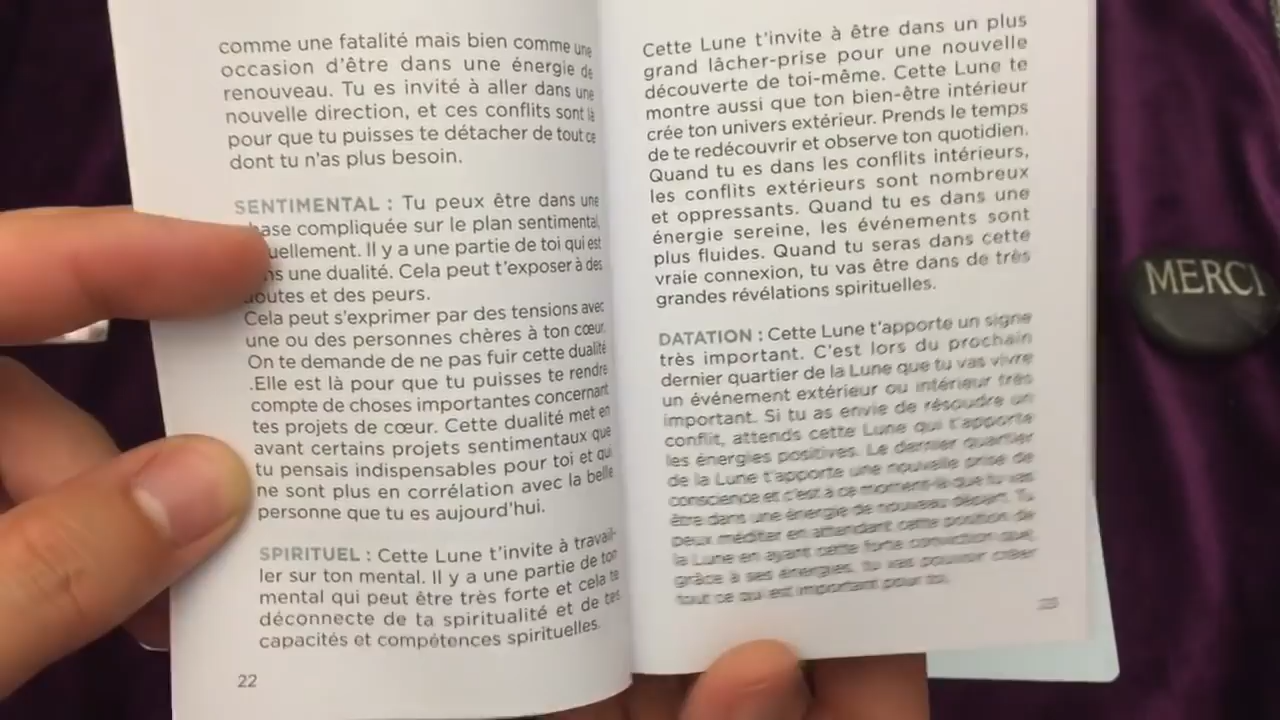 comme une fatalité mais bien comme une
occasion d'être dans une énergie de
renouveau. Tu es invité à aller dans une
nouvelle direction, et ces conflits sont là
pour que tu puisses te détacher de tout ce
dont tu n'as plus besoin.
SENTIMENTAL : Tu peux être dans une
hase compliquée sur le plan sentimental,
uellement. Il y a une partie de toi qui est
ns une dualité. Cela peut t'exposer à des
doutes et des peurs.
Cela peut s'exprimer par des tensions avec
une ou des personnes chères à ton cœur.
On te demande de ne pas fuir cette dualité
.Elle est là pour que tu puisses te rendre
compte de choses importantes concernant
tes projets de cœur. Cette dualité met en
avant certains projets sentimentaux que
tu pensais indispensables pour toi et qui
ne sont plus en corrélation avec la belle
personne que tu es aujourd'hui.
SPIRITUEL : Cette Lune t'invite à travail-
ler sur ton mental. Il y a une partie de ton
mental qui peut être très forte et cela te
déconnecte de ta spiritualité et de tes
capacités et compétences spirituelles.
22
Cette Lune t'invite à être dans un plus
grand lâcher-prise pour une nouvelle
découverte de toi-même. Cette Lune te
montre aussi que ton bien-être intérieur
crée ton univers extérieur. Prends le temps
de te redécouvrir et observe ton quotidien.
Quand tu es dans les conflits intérieurs,
les conflits extérieurs sont nombreux
et oppressants. Quand tu es dans une
énergie sereine, les événements sont
plus fluides. Quand tu seras dans cette
vraie connexion, tu vas être dans de très
grandes révélations spirituelles.
DATATION : Cette Lune t'apporte un signe
très important. C'est lors du prochain
dernier quartier de la Lune que tu vas vivre
un événement extérieur ou intérieur très
important. Si tu as envie de résoudre un
conflit, attends cette Lune qui t'apporte
les énergies positives. Le dernier quartier
de la Lune t'apporte une nouvelle prise de
conscience et c'est à ce moment-là que tu vas
être dans une énergie de nouveau départ. Tu
peux méditer en attendant cette position de
la Lune en ayant cette forte conviction que,
grâce à ses énergies, tu vas pouvoir créer
tout ce qui est important pour toi.
MERCI